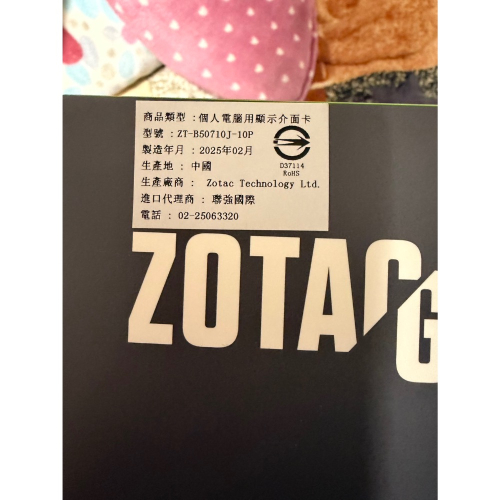 商品類型：個人電腦用顯示介面卡
型號：ZT-B50710J-10P
製造年月：2025年02月
生產地：中國
生產廠商： Zotac Technology Ltd.
進口代理商：聯強國際
電話：02-25063320
D37114
RoHS
ZOTAC G